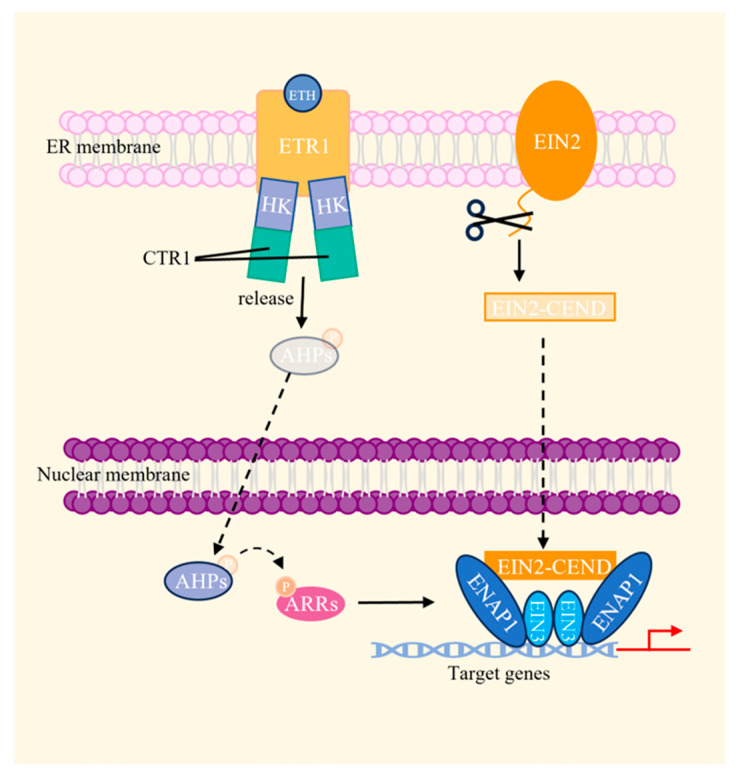 ETH
ETR1
EIN2
ER membrane
HK
HK
CTR1
release
EIN2-CEND
P
AHPs
Nuclear membrane
EIN2-CEND
P
AHPs
P
ARRs
ENAP1
EIN3
EIN3
ENAP1
Target genes